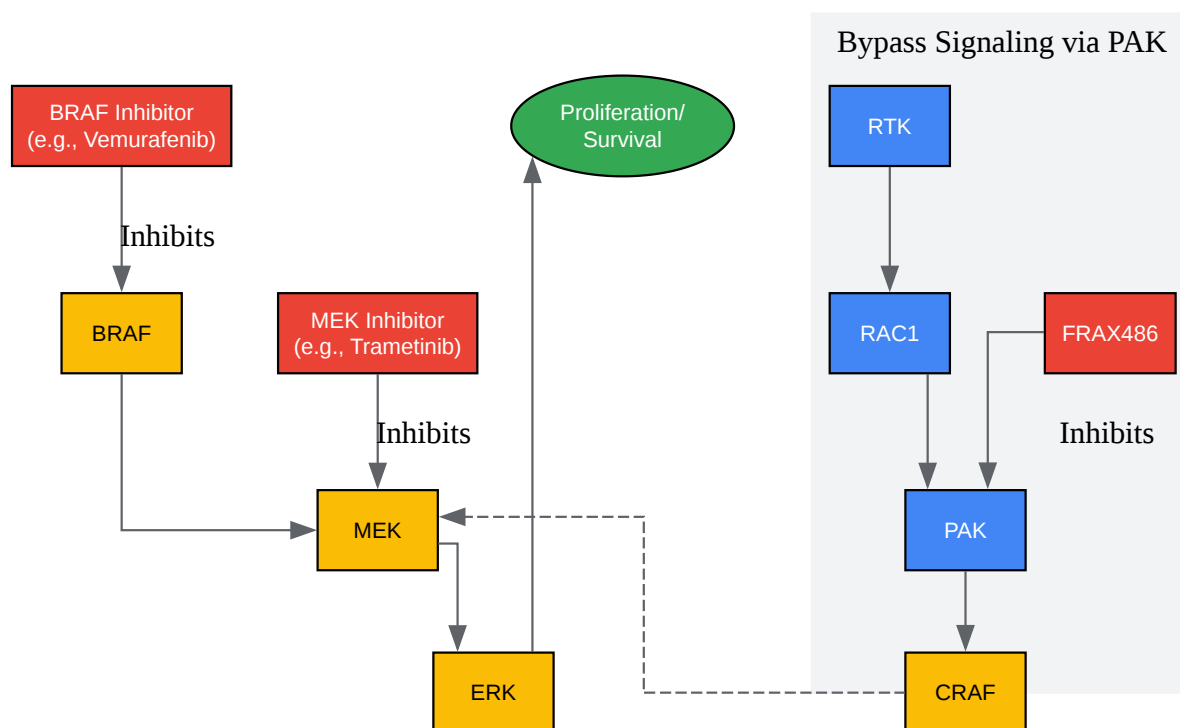 Bypass Signaling via PAK
BRAF Inhibitor
(e.g., Vemurafenib)
Proliferation/
Survival
RTK
Inhibits
BRAF
MEK Inhibitor
(e.g., Trametinib)
RAC1
FRAX486
Inhibits
Inhibits
MEK
PAK
ERK
CRAF